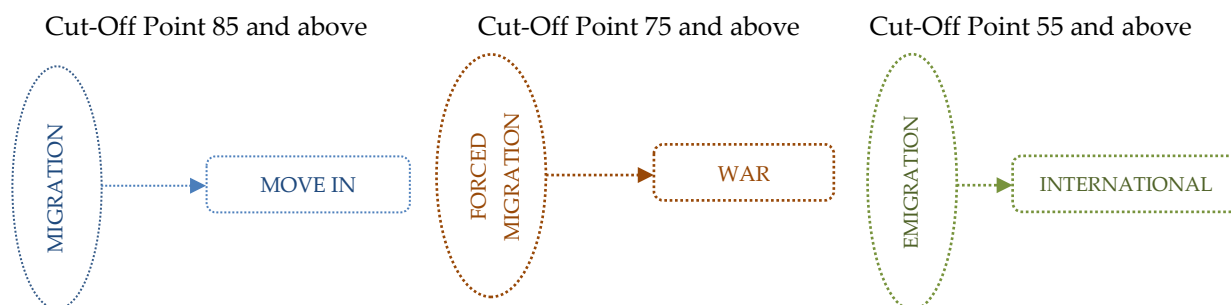 Cut-Off Point 85 and above
Cut-Off Point 75 and above
Cut-Off Point 55 and above
MIGRATION
MOVE IN
FORCED
MIGRATION
WAR
EMIGRATION
INTERNATIONAL